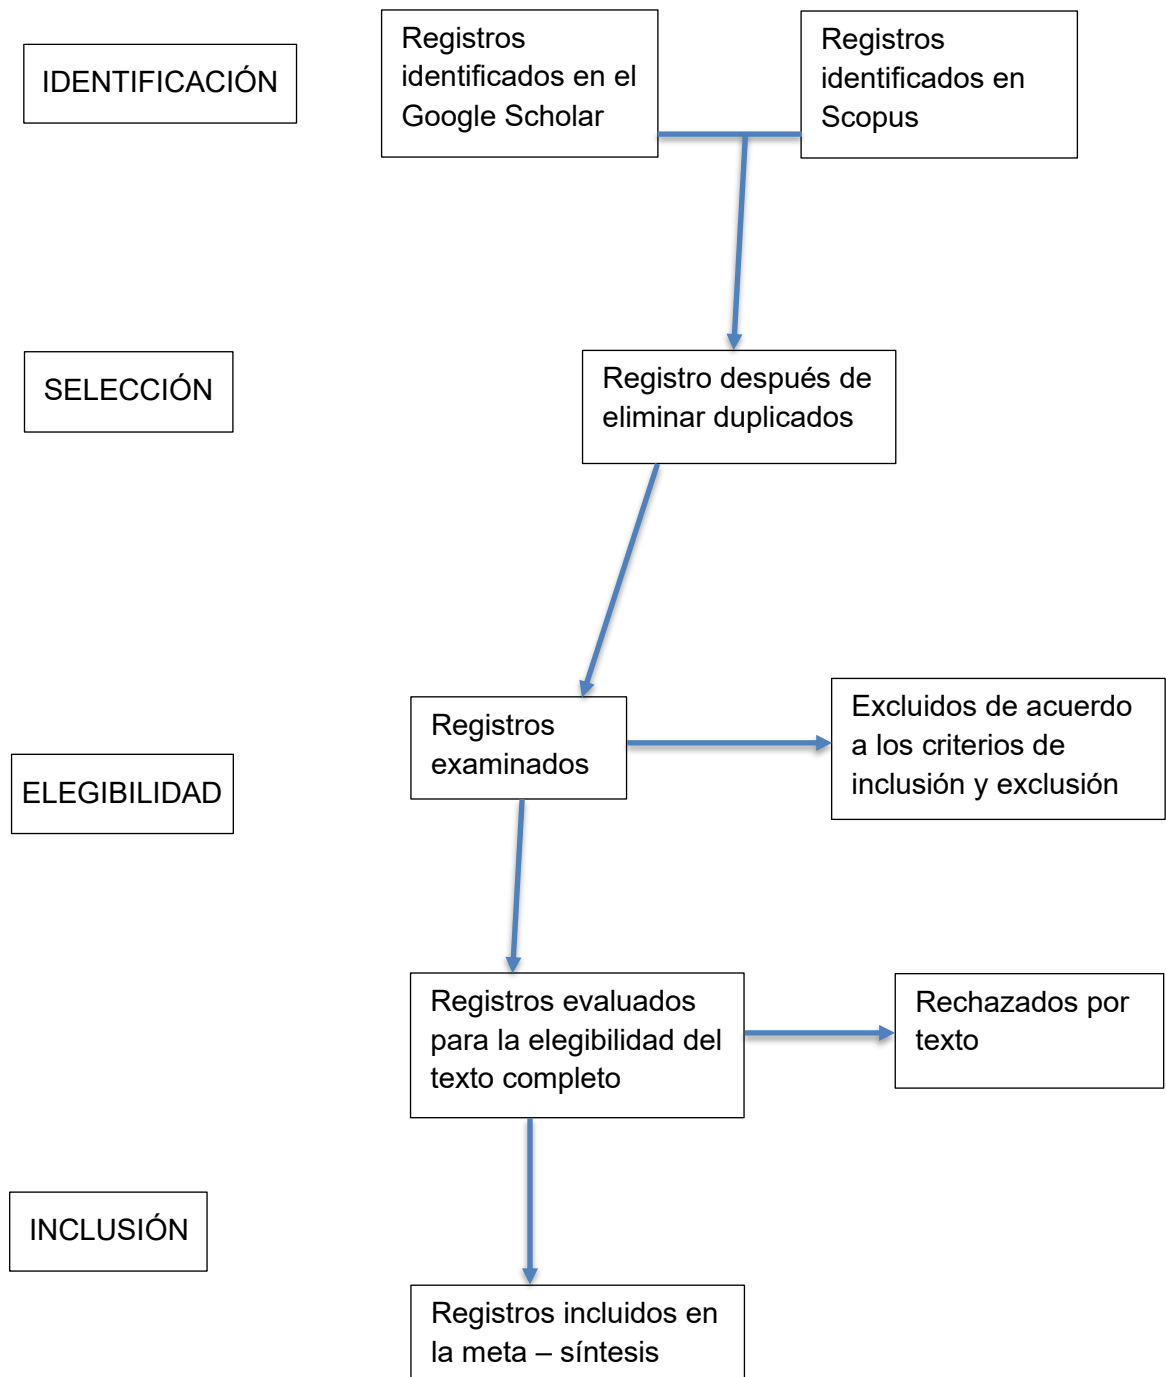 IDENTIFICACIÓN
Registros
identificados en el
Google Scholar
Registros
identificados en
Scopus
SELECCIÓN
Registro después de
eliminar duplicados
ELEGIBILIDAD
Registros
examinados
Excluidos de acuerdo
a los criterios de
inclusión y exclusión
Registros evaluados
para la elegibilidad del
texto completo
Rechazados por
texto
INCLUSIÓN
Registros incluidos en
la meta – síntesis